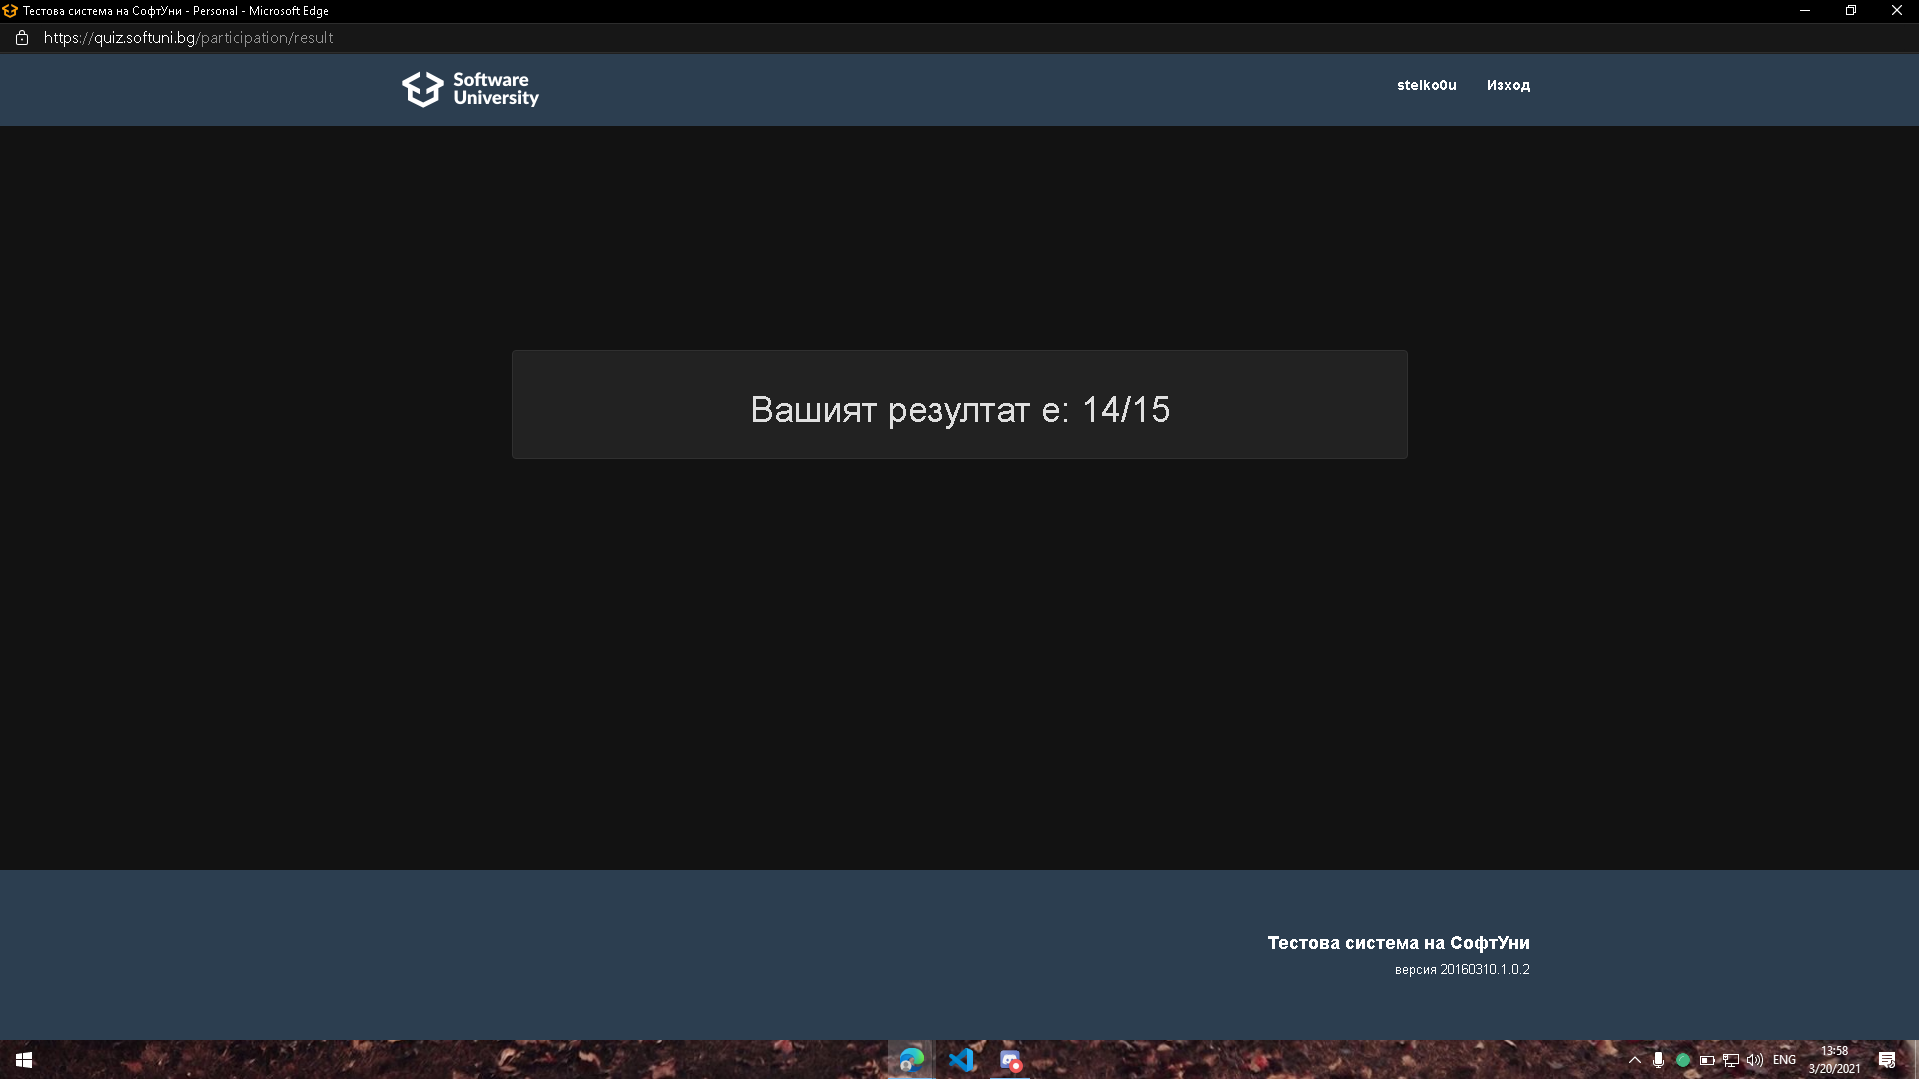 Тестова система на СофтУни - Personal - Microsoft Edge
https://quiz.softuni.bg/participation/result
Software
University
stelko0u
Изход
Вашият резултат е: 14/15
Тестова система на СофтУни
версия 20160310.1.0.2
ENG
13:58
3/20/2021